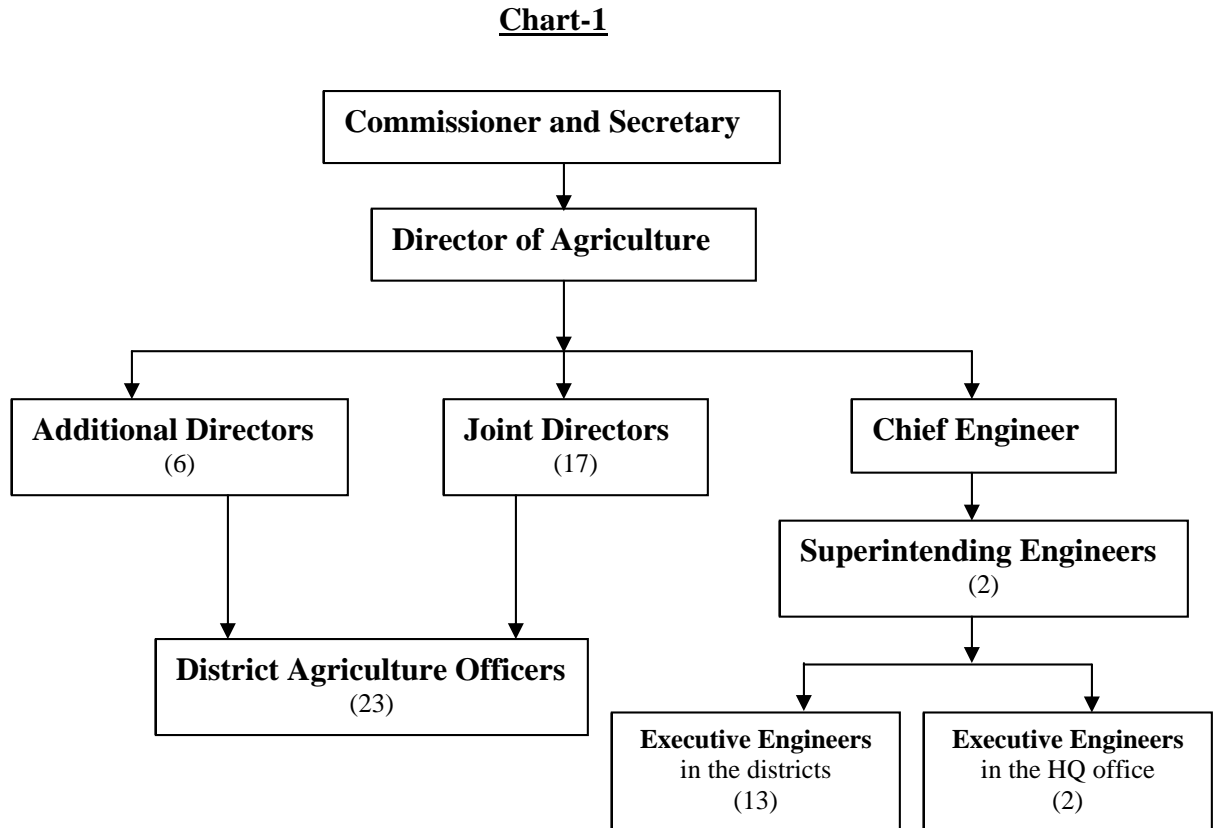 Chart-1
Commissioner and Secretary
Director of Agriculture
Additional Directors
(6)
Joint Directors
(17)
Chief Engineer
Superintending Engineers
(2)
District Agriculture Officers
(23)
Executive Engineers
in the districts
(13)
Executive Engineers
in the HQ office
(2)